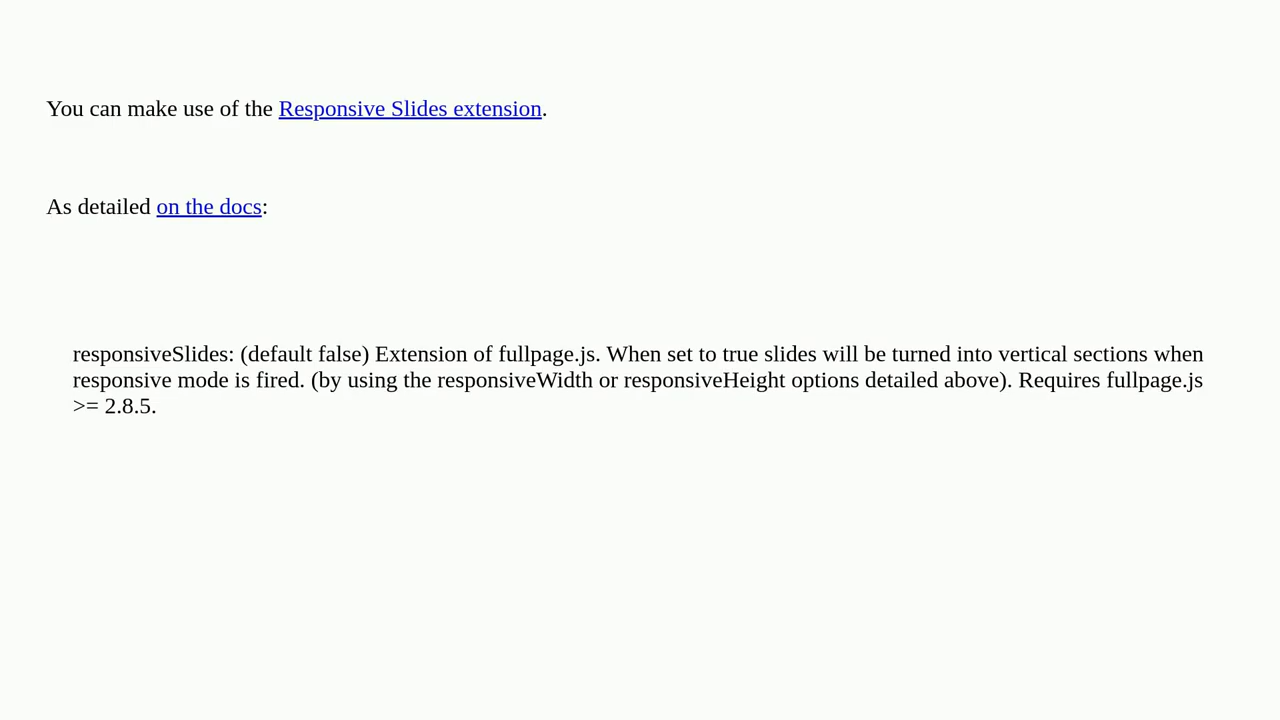 You can make use of the Responsive Slides extension.
As detailed on the docs:
responsiveSlides: (default false) Extension of fullpage.js. When set to true slides will be turned into vertical sections when
responsive mode is fired. (by using the responsiveWidth or responsiveHeight options detailed above). Requires fullpage.js
>= 2.8.5.